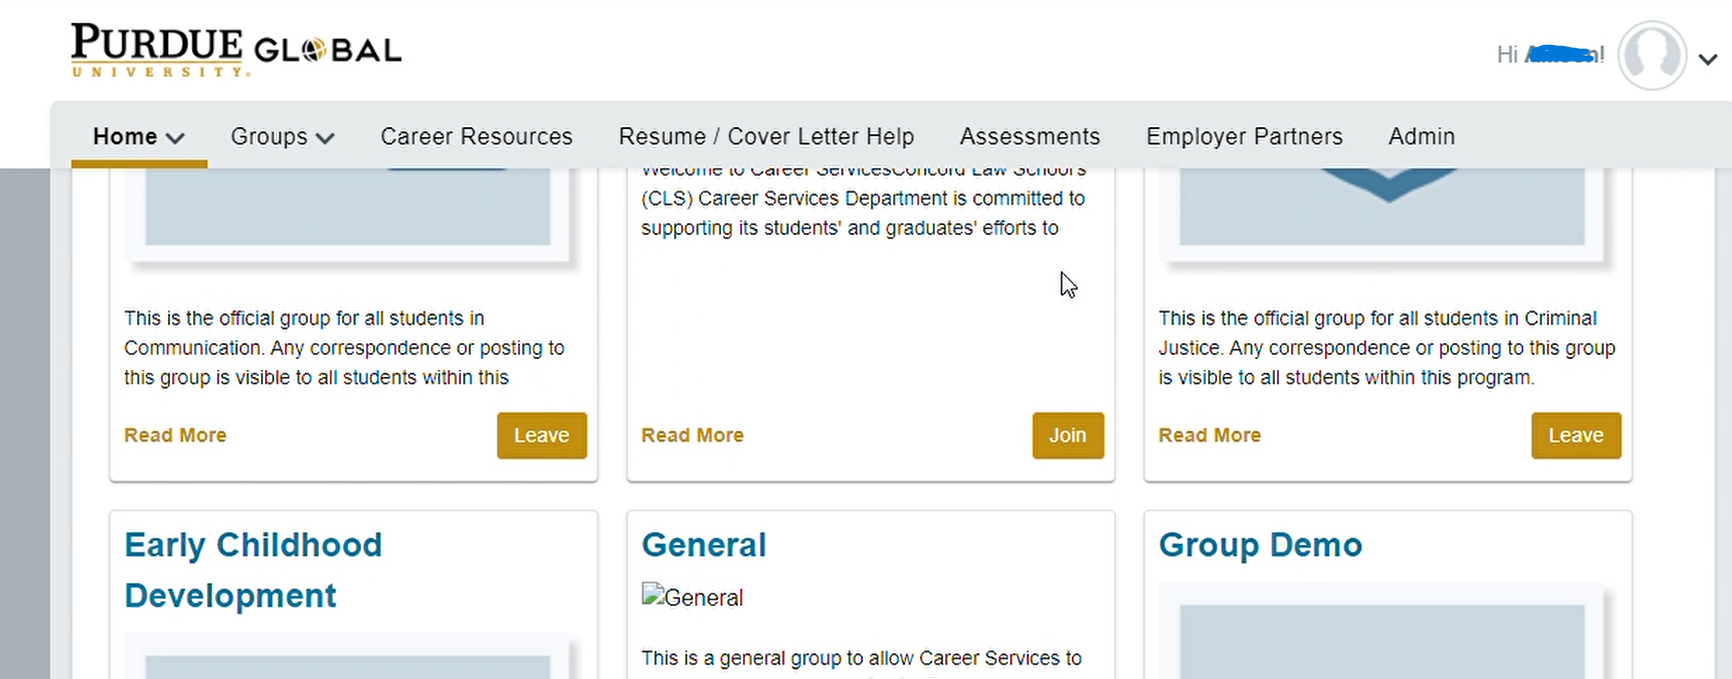 PURDUE GLOBAL
UNIVERSITY.
Hi !
Home Groups Career Resources Resume / Cover Letter Help Assessments Employer Partners Admin
Welcome to Career ServicesConcord Law School's
(CLS) Career Services Department is committed to
supporting its students' and graduates' efforts to
This is the official group for all students in
Communication. Any correspondence or posting to
this group is visible to all students within this
Read More Leave
Read More Join
This is the official group for all students in Criminal
Justice. Any correspondence or posting to this group
is visible to all students within this program.
Read More Leave
Early Childhood
Development
General
General
This is a general group to allow Career Services to
Group Demo